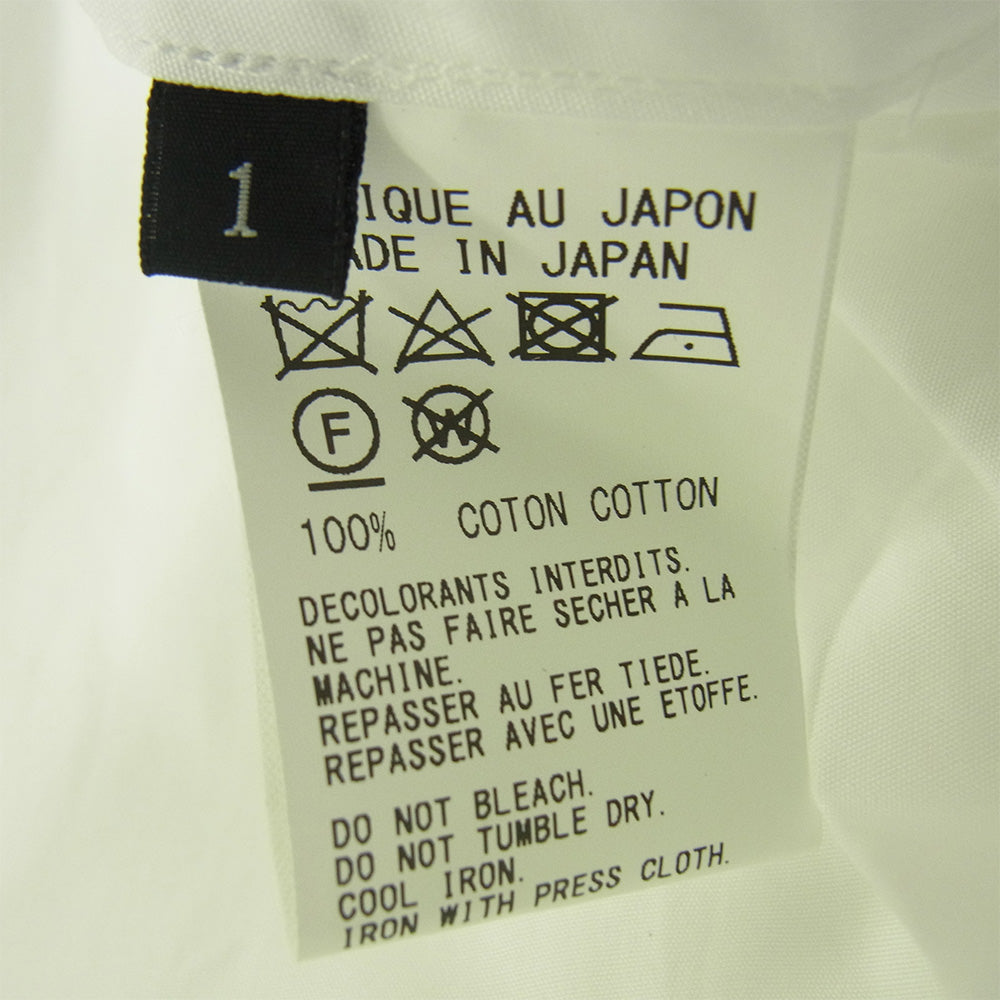 1
IQUE AU JAPON
ADE IN JAPAN
F W
100% COTON COTTON
DECOLORANTS INTERDITS.
NE PAS FAIRE SECHER A LA
MACHINE.
REPASSER AU FER TIEDE.
REPASSER AVEC UNE ETOFFE.
DO NOT BLEACH.
DO NOT TUMBLE DRY.
COOL IRON.
IRON WITH PRESS CLOTH.